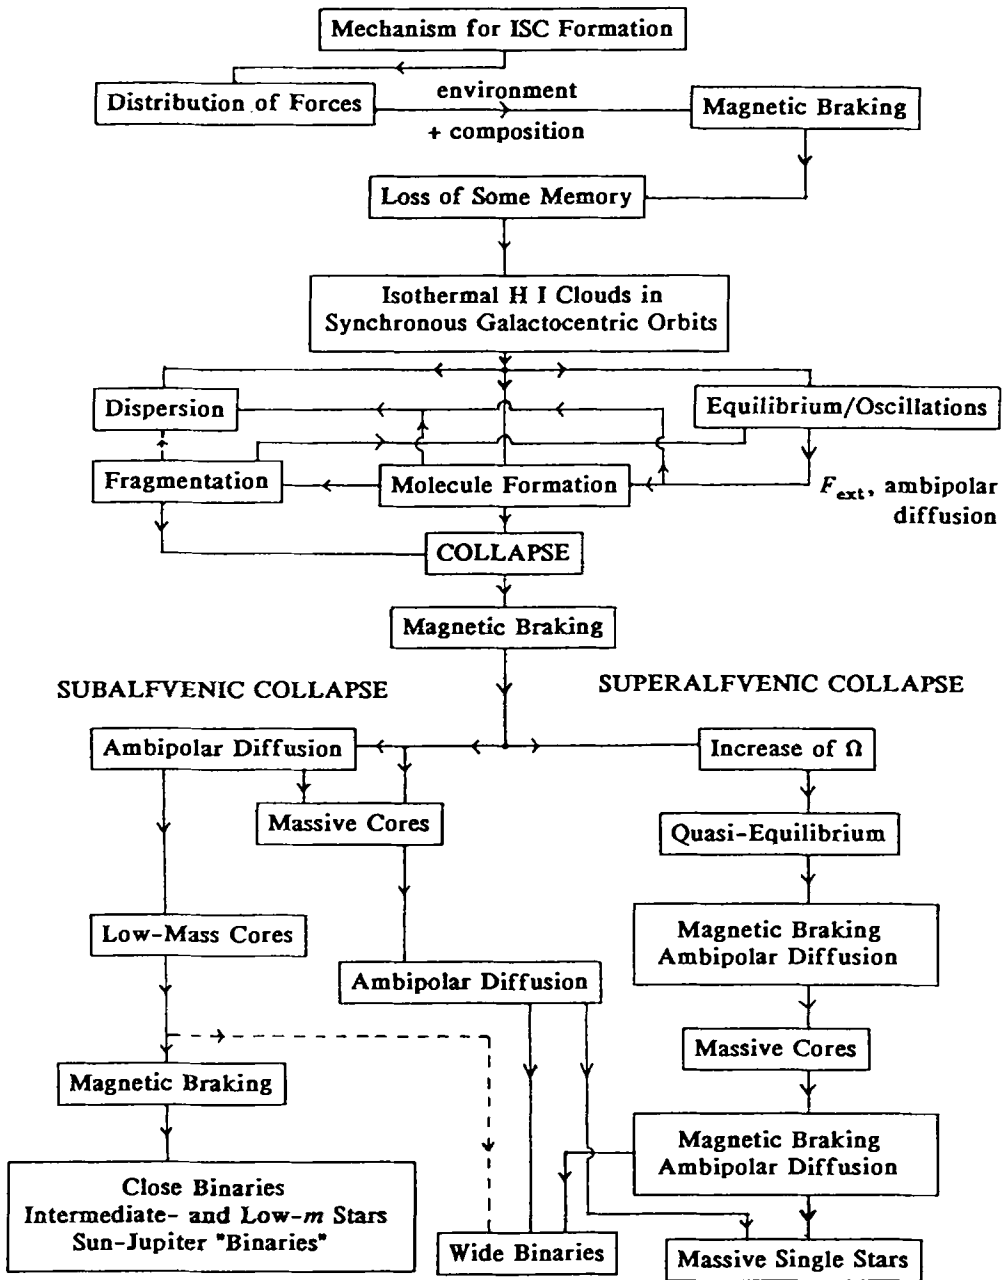 Mechanism for ISC Formation
Distribution of Forces
environment
+ composition
Magnetic Braking
Loss of Some Memory
Isothermal H I Clouds in
Synchronous Galactocentric Orbits
Dispersion
Equilibrium/Oscillations
Fragmentation
Molecule Formation
Fext, ambipolar
diffusion
COLLAPSE
Magnetic Braking
SUBALFVENIC COLLAPSE
SUPERALFVENIC COLLAPSE
Ambipolar Diffusion
Increase of Ω
Massive Cores
Quasi-Equilibrium
Low-Mass Cores
Magnetic Braking
Ambipolar Diffusion
Ambipolar Diffusion
Massive Cores
Magnetic Braking
Magnetic Braking
Ambipolar Diffusion
Close Binaries
Intermediate- and Low-m Stars
Sun-Jupiter "Binaries"
Wide Binaries
Massive Single Stars